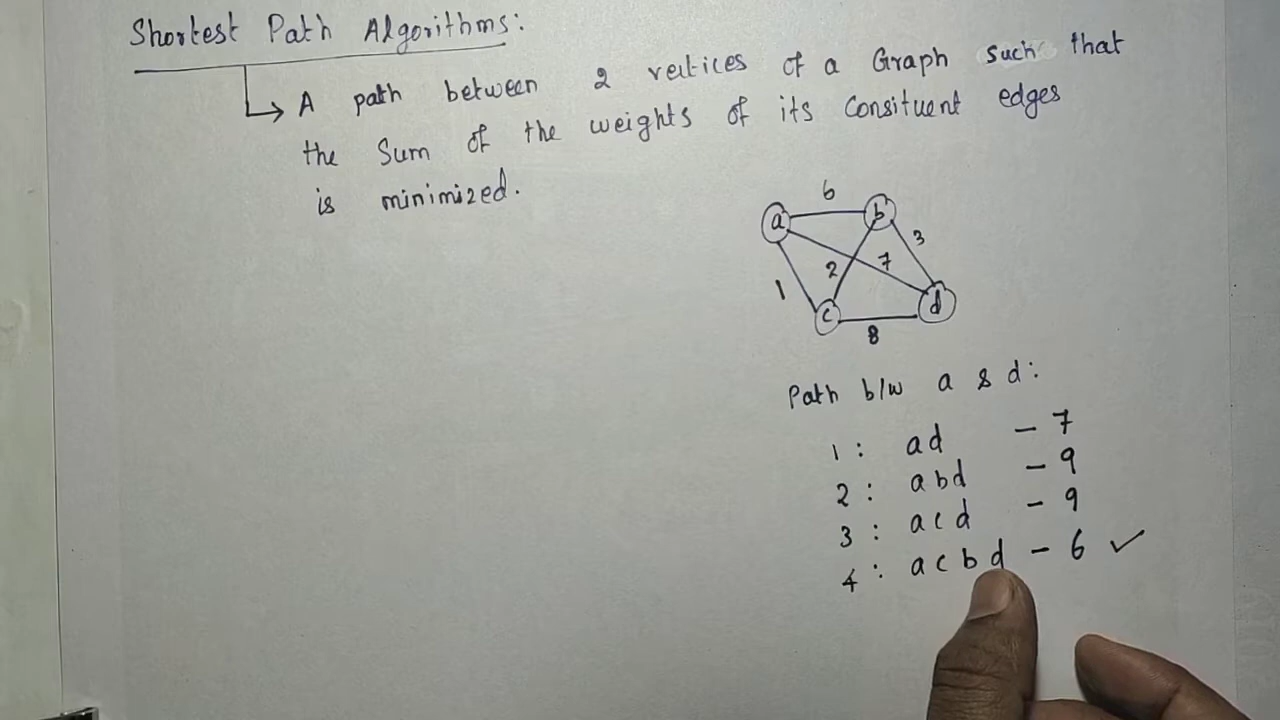 Shortest Path Algorithms:
A path between 2 vertices of a Graph such that
the Sum of the weights of its Consituent edges
is minimized.
6
a b
3
2 7
1
c d
8
Path b/w a & d:
1: ad - 7
2: abd - 9
3: acd - 9
4: acbd - 6 ✓